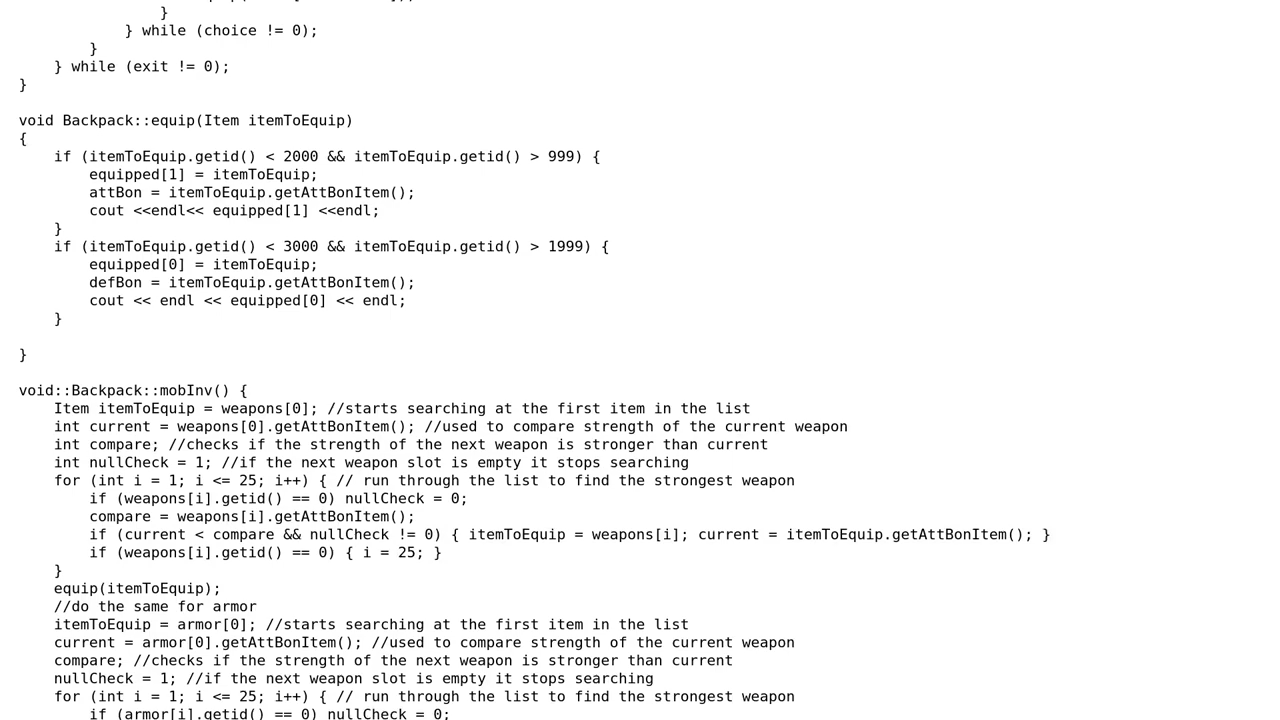 }
} while (choice != 0);
}
} while (exit != 0);
}
void Backpack::equip(Item itemToEquip)
{
if (itemToEquip.getid() < 2000 && itemToEquip.getid() > 999) {
equipped[1] = itemToEquip;
attBon = itemToEquip.getAttBonItem();
cout <<endl<< equipped[1] <<endl;
}
if (itemToEquip.getid() < 3000 && itemToEquip.getid() > 1999) {
equipped[0] = itemToEquip;
defBon = itemToEquip.getAttBonItem();
cout << endl << equipped[0] << endl;
}
}
void::Backpack::mobInv() {
Item itemToEquip = weapons[0]; //starts searching at the first item in the list
int current = weapons[0].getAttBonItem(); //used to compare strength of the current weapon
int compare; //checks if the strength of the next weapon is stronger than current
int nullCheck = 1; //if the next weapon slot is empty it stops searching
for (int i = 1; i <= 25; i++) { // run through the list to find the strongest weapon
if (weapons[i].getid() == 0) nullCheck = 0;
compare = weapons[i].getAttBonItem();
if (current < compare && nullCheck != 0) { itemToEquip = weapons[i]; current = itemToEquip.getAttBonItem(); }
if (weapons[i].getid() == 0) { i = 25; }
}
equip(itemToEquip);
//do the same for armor
itemToEquip = armor[0]; //starts searching at the first item in the list
current = armor[0].getAttBonItem(); //used to compare strength of the current weapon
compare; //checks if the strength of the next weapon is stronger than current
nullCheck = 1; //if the next weapon slot is empty it stops searching
for (int i = 1; i <= 25; i++) { // run through the list to find the strongest weapon
if (armor[i].getid() == 0) nullCheck = 0;